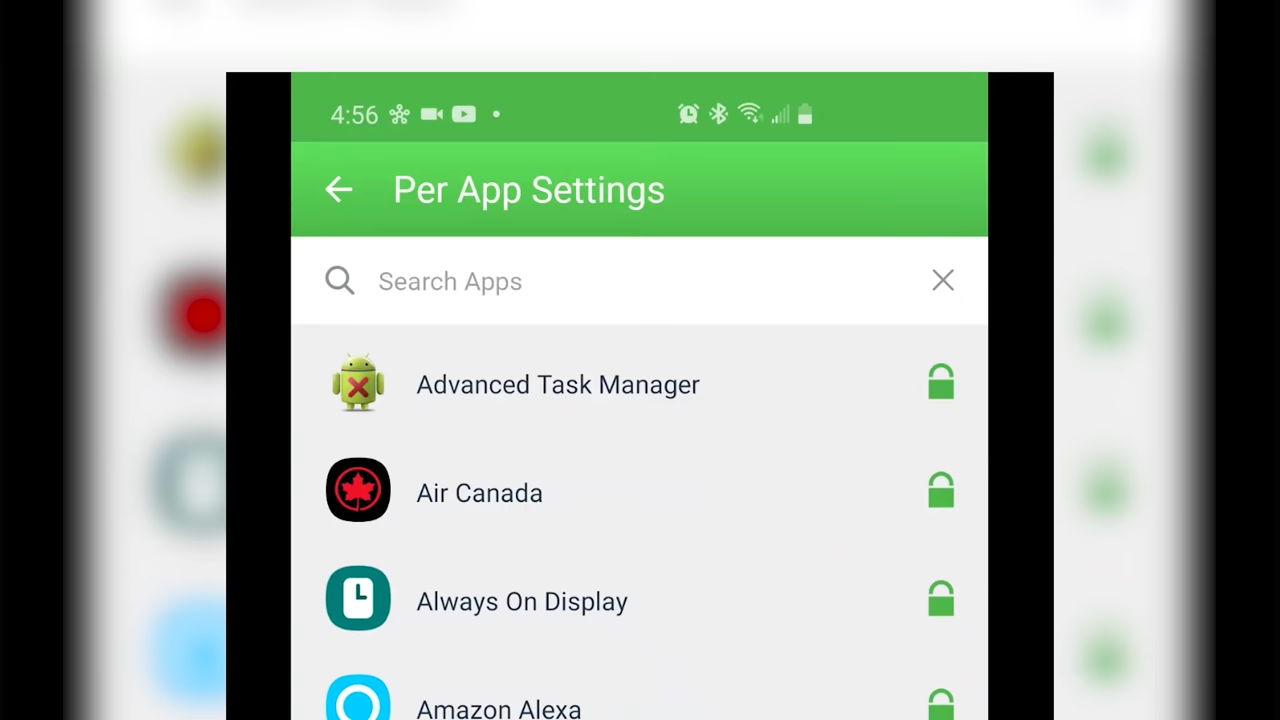 4:56
Per App Settings
Search Apps
Advanced Task Manager
Air Canada
Always On Display
Amazon Alexa